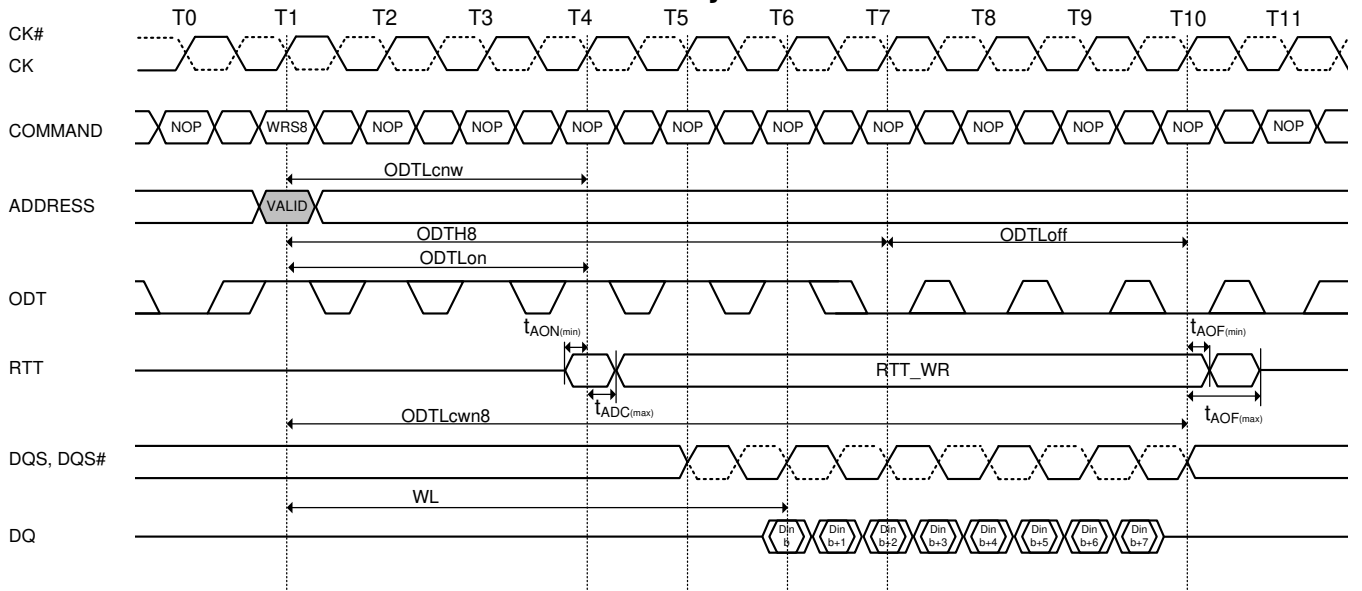 T0 T1 T2 T3 T4 T5 T6 T7 T8 T9 T10 T11
CK#
CK
COMMAND NOP WRS8 NOP NOP NOP NOP NOP NOP NOP NOP NOP NOP
ODTLcnw
ADDRESS VALID
ODTH8 ODTLoff
ODTLon
ODT
tAON(min) tAOF(min)
RTT RTT_WR
tADC(max) tAOF(max)
ODTLcwn8
DQS, DQS#
WL
DQ Din b Din b+1 Din b+2 Din b+3 Din b+4 Din b+5 Din b+6 Din b+7